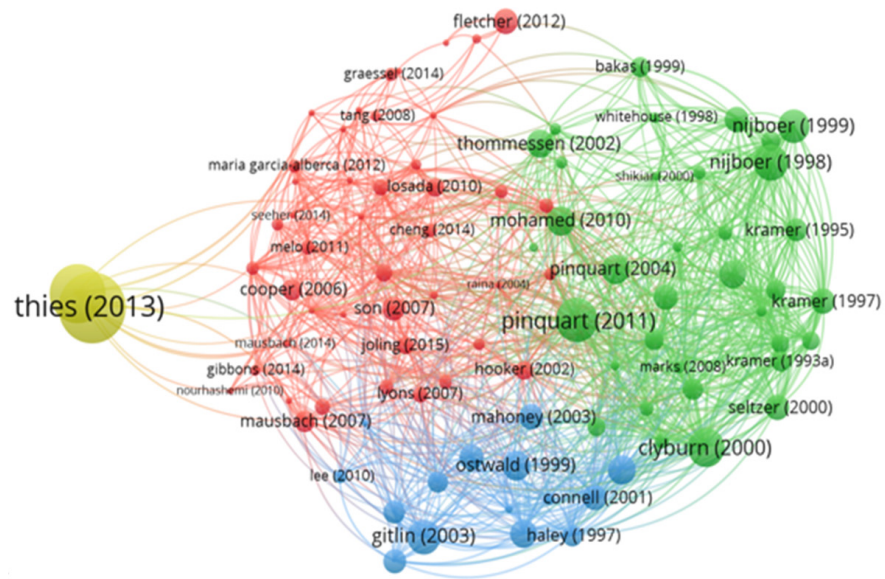 fletcher (2012)
bakas (1999)
graessel (2014)
tang (2008)
whitehouse (1998)
nijboer (1999)
thommessen (2002)
nijboer (1998)
maria garcia-alberca (2012)
shikiar (2000)
losada (2010)
seeher (2014)
mohamed (2010)
cheng (2014)
kramer (1995)
melo (2011)
pinquart (2004)
raina (2004)
cooper (2006)
kramer (1997)
thies (2013)
son (2007)
pinquart (2011)
mausbach (2014)
joling (2015)
kramer (1993a)
gibbons (2014)
hooker (2002)
marks (2008)
nourhashemi (2010)
lyons (2007)
seltzer (2000)
mausbach (2007)
mahoney (2003)
clyburn (2000)
ostwald (1999)
lee (2010)
connell (2001)
gitlin (2003)
haley (1997)